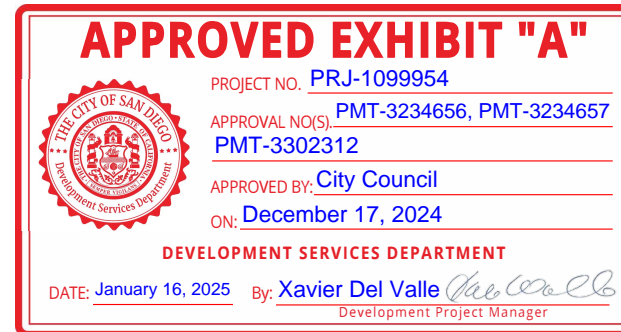 APPROVED EXHIBIT "A"
PROJECT NO. PRJ-1099954
APPROVAL NO(S). PMT-3234656, PMT-3234657
PMT-3302312
APPROVED BY: City Council
ON: December 17, 2024
THE CITY OF SAN DIEGO
Development Services Department
DEVELOPMENT SERVICES DEPARTMENT
DATE: January 16, 2025 By: Xavier Del Valle
Development Project Manager